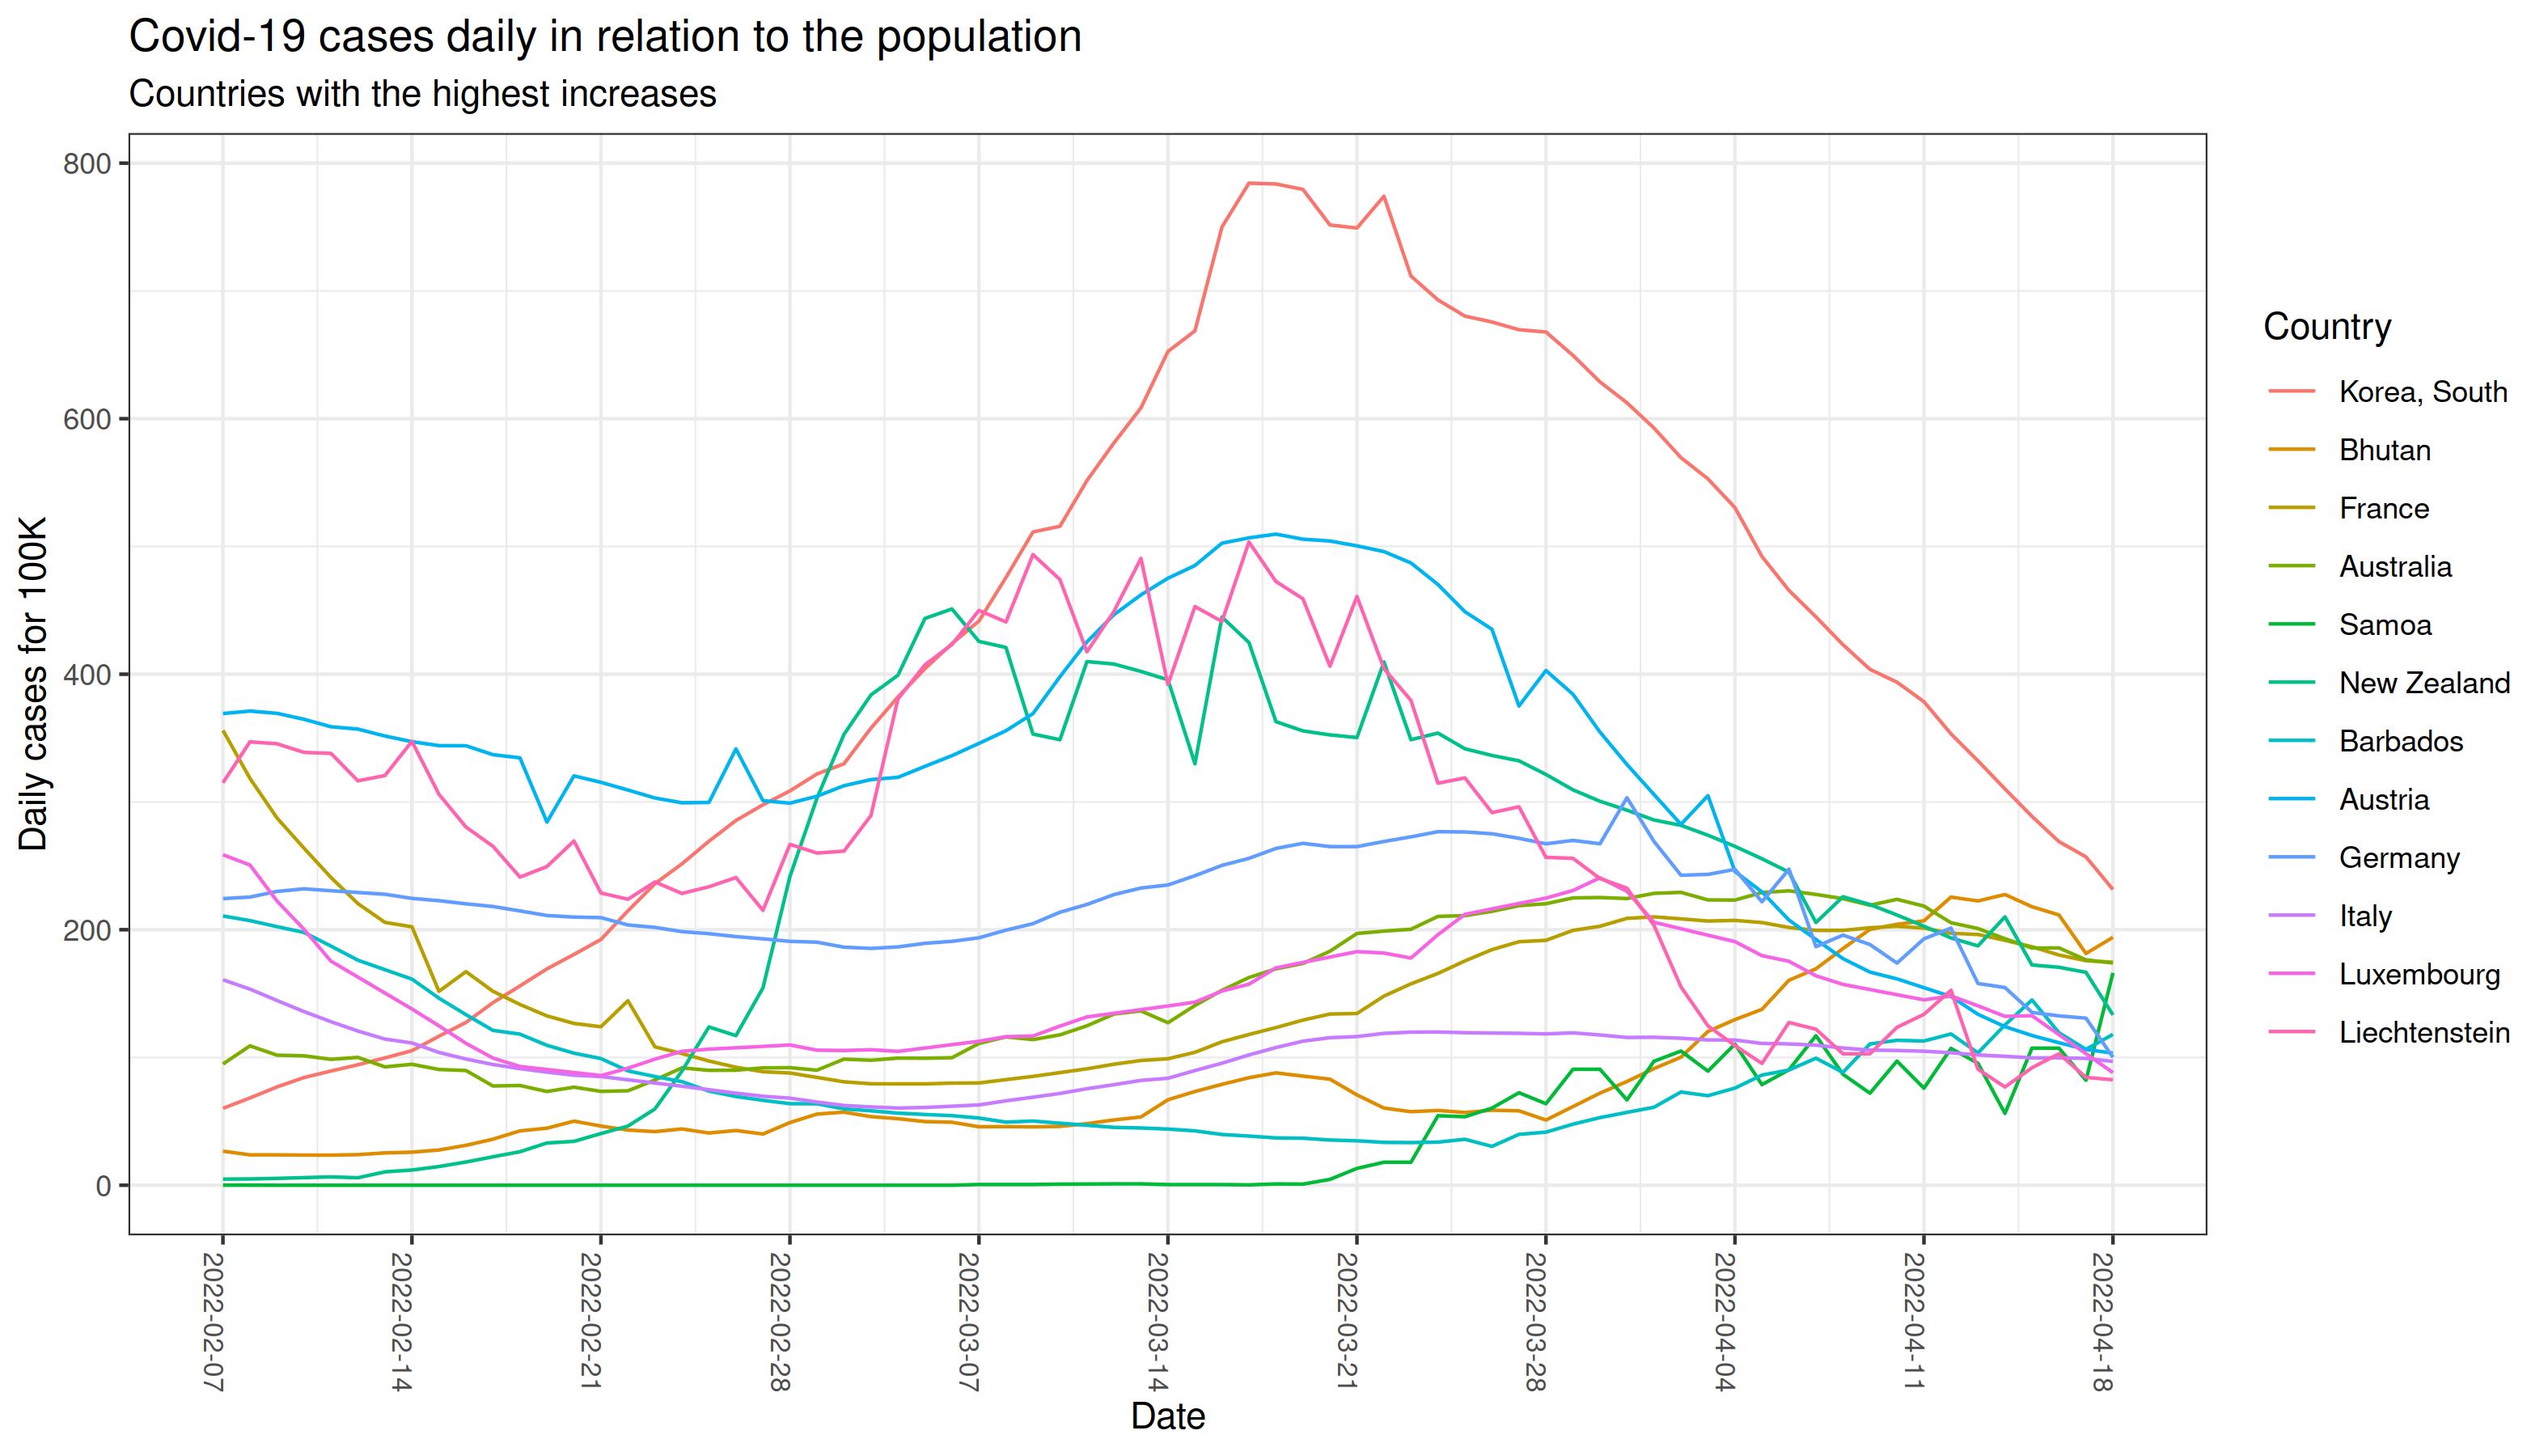 Covid-19 cases daily in relation to the population
Countries with the highest increases
Daily cases for 100K
800
600
400
200
0
2022-02-07
2022-02-14
2022-02-21
2022-02-28
2022-03-07
2022-03-14
2022-03-21
2022-03-28
2022-04-04
2022-04-11
2022-04-18
Date
Country
Korea, South
Bhutan
France
Australia
Samoa
New Zealand
Barbados
Austria
Germany
Italy
Luxembourg
Liechtenstein